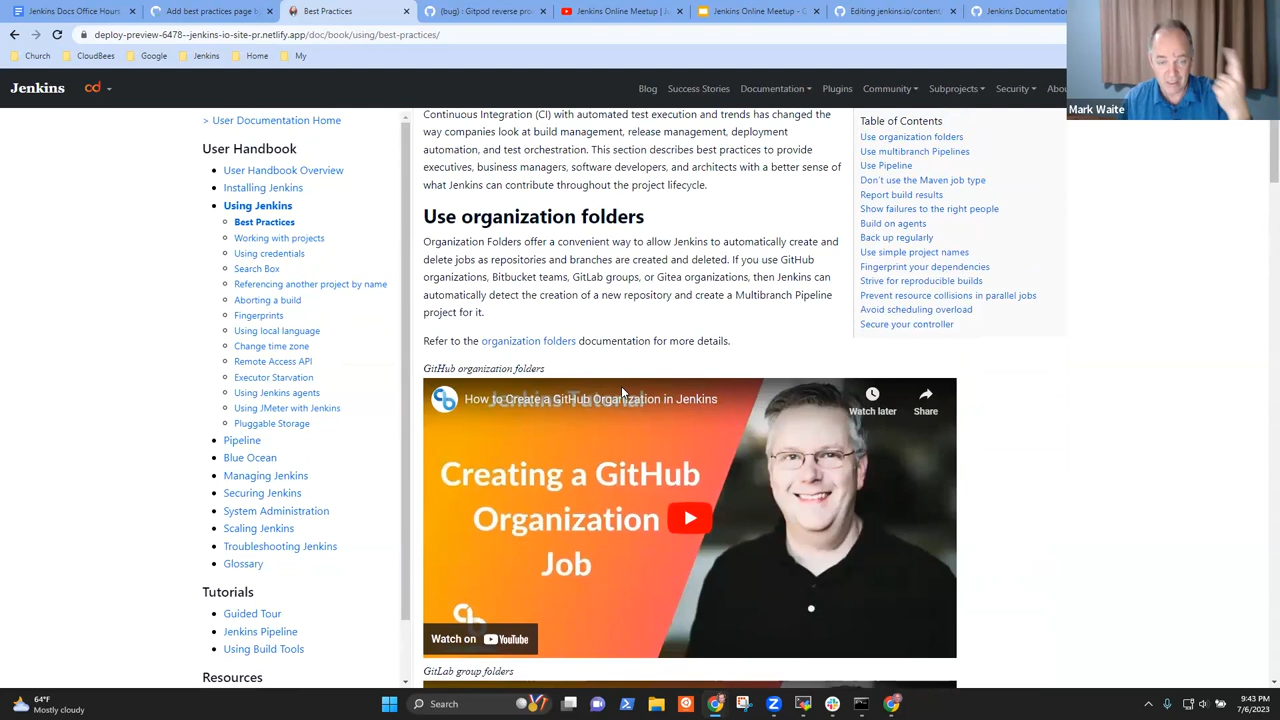 Jenkins Docs Office Hours
Add best practices page b
Best Practices
(bug) : Gitpod reverse pro
Jenkins Online Meetup | Ju
Jenkins Online Meetup - G
Editing jenkins.io/content
Jenkins Documentation
deploy-preview-6478--jenkins-io-site-pr.netlify.app/doc/book/using/best-practices/
Church
CloudBees
Google
Jenkins
Home
My
Mark Waite
Jenkins
cd
Blog
Success Stories
Documentation
Plugins
Community
Subprojects
Security
Abou
> User Documentation Home
User Handbook
User Handbook Overview
Installing Jenkins
Using Jenkins
Best Practices
Working with projects
Using credentials
Search Box
Referencing another project by name
Aborting a build
Fingerprints
Using local language
Change time zone
Remote Access API
Executor Starvation
Using Jenkins agents
Using JMeter with Jenkins
Pluggable Storage
Pipeline
Blue Ocean
Managing Jenkins
Securing Jenkins
System Administration
Scaling Jenkins
Troubleshooting Jenkins
Glossary
Tutorials
Guided Tour
Jenkins Pipeline
Using Build Tools
Resources
Continuous Integration (CI) with automated test execution and trends has changed the
way companies look at build management, release management, deployment
automation, and test orchestration. This section describes best practices to provide
executives, business managers, software developers, and architects with a better sense of
what Jenkins can contribute throughout the project lifecycle.
Use organization folders
Organization Folders offer a convenient way to allow Jenkins to automatically create and
delete jobs as repositories and branches are created and deleted. If you use GitHub
organizations, Bitbucket teams, GitLab groups, or Gitea organizations, then Jenkins can
automatically detect the creation of a new repository and create a Multibranch Pipeline
project for it.
Refer to the organization folders documentation for more details.
GitHub organization folders
Jenkins Tutorial
How to Create a GitHub Organization in Jenkins
Watch later
Share
Creating a GitHub
Organization
Job
Watch on YouTube
GitLab group folders
Table of Contents
Use organization folders
Use multibranch Pipelines
Use Pipeline
Don't use the Maven job type
Report build results
Show failures to the right people
Build on agents
Back up regularly
Use simple project names
Fingerprint your dependencies
Strive for reproducible builds
Prevent resource collisions in parallel jobs
Avoid scheduling overload
Secure your controller
64°F
Mostly cloudy
Search
9:43 PM
7/6/2023